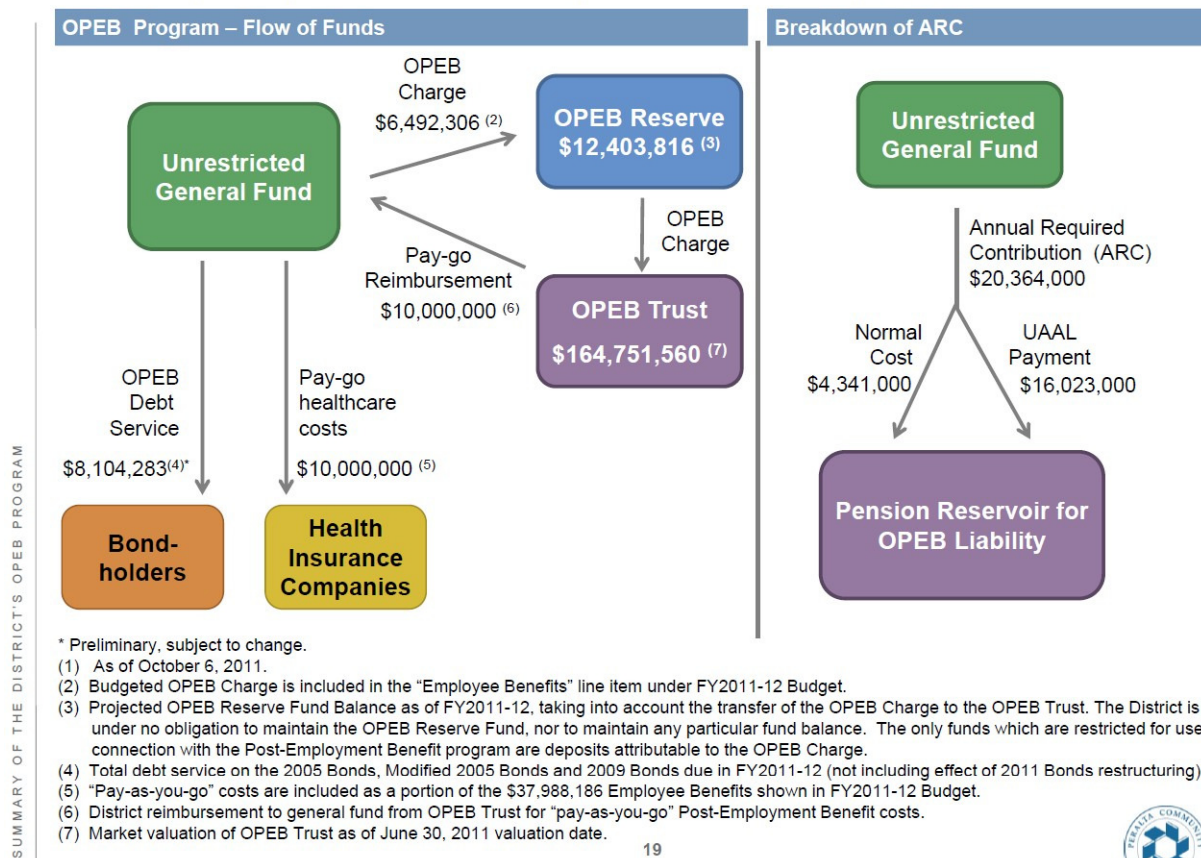 OPEB Program – Flow of Funds
OPEB
Charge
$6,492,306 (2)
Unrestricted
General Fund
OPEB Reserve
$12,403,816 (3)
OPEB
Charge
Pay-go
Reimbursement
$10,000,000 (6)
OPEB Trust
$164,751,560 (7)
OPEB
Debt
Service
$8,104,283(4)*
Pay-go
healthcare
costs
$10,000,000 (5)
Bond-
holders
Health
Insurance
Companies
Breakdown of ARC
Unrestricted
General Fund
Annual Required
Contribution (ARC)
$20,364,000
Normal
Cost
$4,341,000
UAAL
Payment
$16,023,000
Pension Reservoir for
OPEB Liability
* Preliminary, subject to change.
(1) As of October 6, 2011.
(2) Budgeted OPEB Charge is included in the “Employee Benefits” line item under FY2011-12 Budget.
(3) Projected OPEB Reserve Fund Balance as of FY2011-12, taking into account the transfer of the OPEB Charge to the OPEB Trust. The District is
under no obligation to maintain the OPEB Reserve Fund, nor to maintain any particular fund balance. The only funds which are restricted for use
connection with the Post-Employment Benefit program are deposits attributable to the OPEB Charge.
(4) Total debt service on the 2005 Bonds, Modified 2005 Bonds and 2009 Bonds due in FY2011-12 (not including effect of 2011 Bonds restructuring)
(5) “Pay-as-you-go” costs are included as a portion of the $37,988,186 Employee Benefits shown in FY2011-12 Budget.
(6) District reimbursement to general fund from OPEB Trust for “pay-as-you-go” Post-Employment Benefit costs.
(7) Market valuation of OPEB Trust as of June 30, 2011 valuation date.
19
SUMMARY OF THE DISTRICT'S OPEB PROGRAM
PERALTA COMMUNI